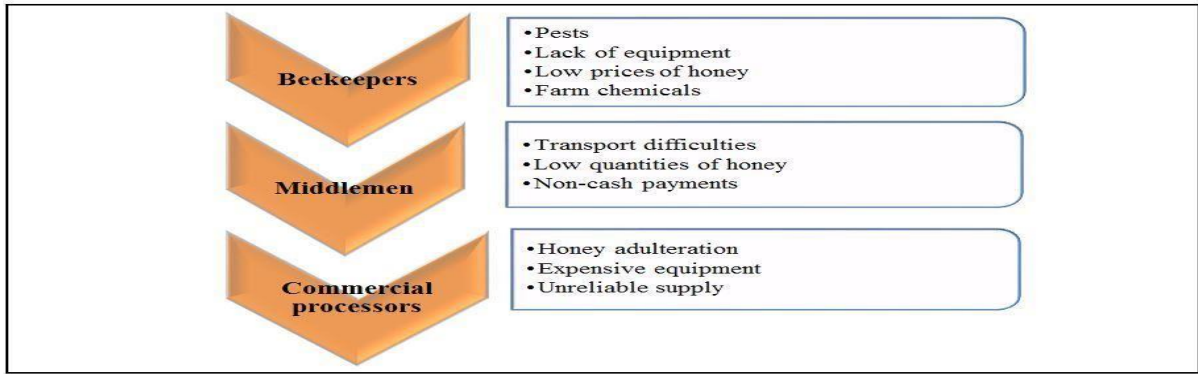 Beekeepers
•Pests
•Lack of equipment
•Low prices of honey
•Farm chemicals
Middlemen
•Transport difficulties
•Low quantities of honey
•Non-cash payments
Commercial
processors
•Honey adulteration
•Expensive equipment
•Unreliable supply